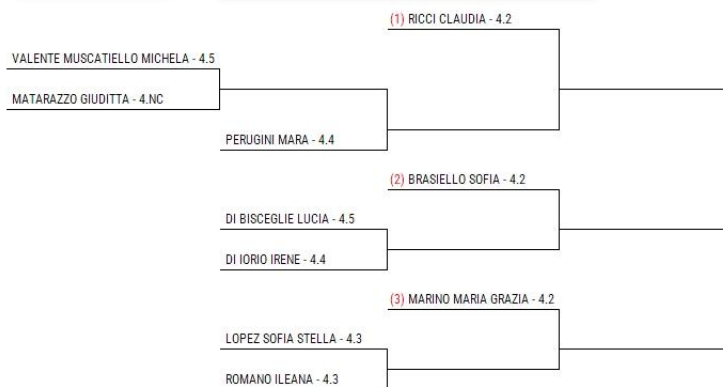 (1) RICCI CLAUDIA - 4.2
VALENTE MUSCATIELLO MICHELA - 4.5
MATARAZZO GIUDITTA - 4.NC
PERUGINI MARA - 4.4
(2) BRASIELLO SOFIA - 4.2
DI BISCEGLIE LUCIA - 4.5
DI IORIO IRENE - 4.4
(3) MARINO MARIA GRAZIA - 4.2
LOPEZ SOFIA STELLA - 4.3
ROMANO ILEANA - 4.3